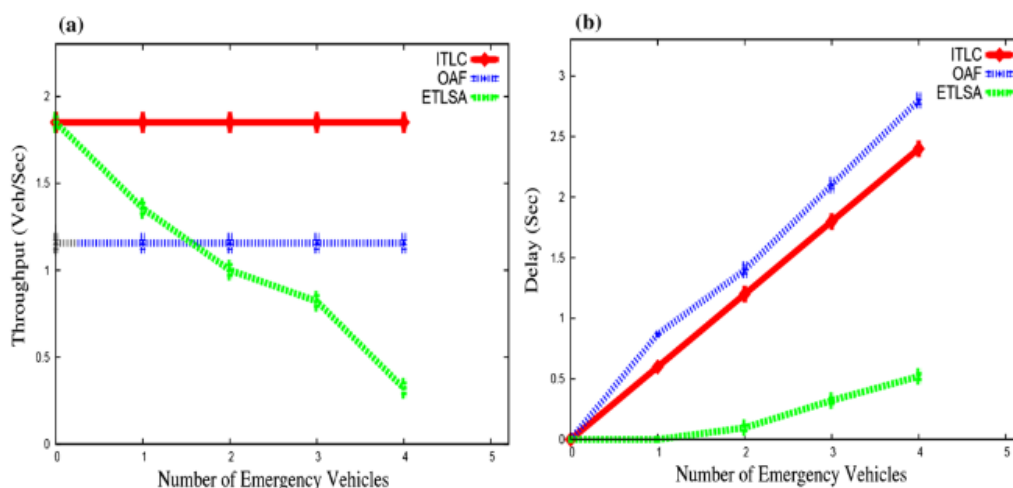 (a)
ITLC
OAF
ETLSA
Throughput (Veh/Sec)
2
1.5
1
0.5
0
0 1 2 3 4 5
Number of Emergency Vehicles
(b)
ITLC
OAF
ETLSA
Delay (Sec)
3
2.5
2
1.5
1
0.5
0
0 1 2 3 4 5
Number of Emergency Vehicles